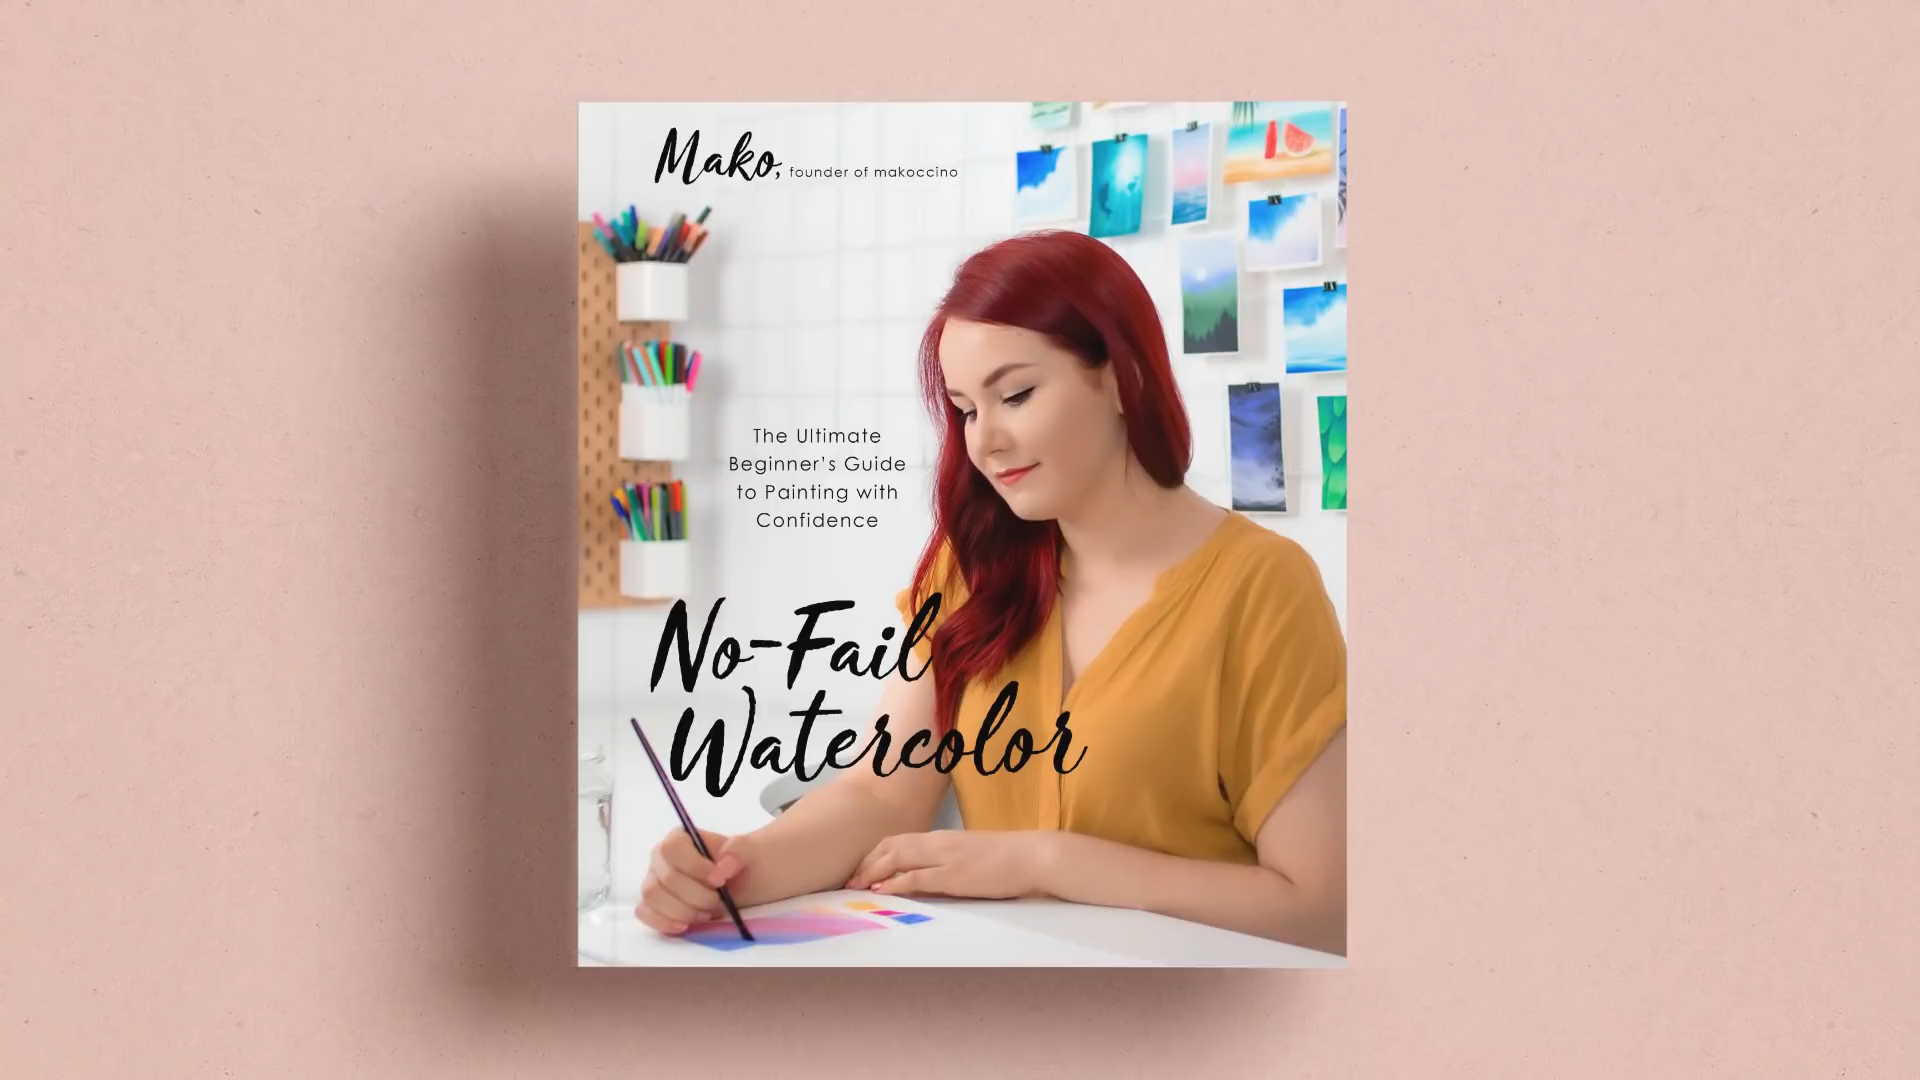 Mako, founder of makoccino
The Ultimate
Beginner's Guide
to Painting with
Confidence
No-Fail
Watercolor